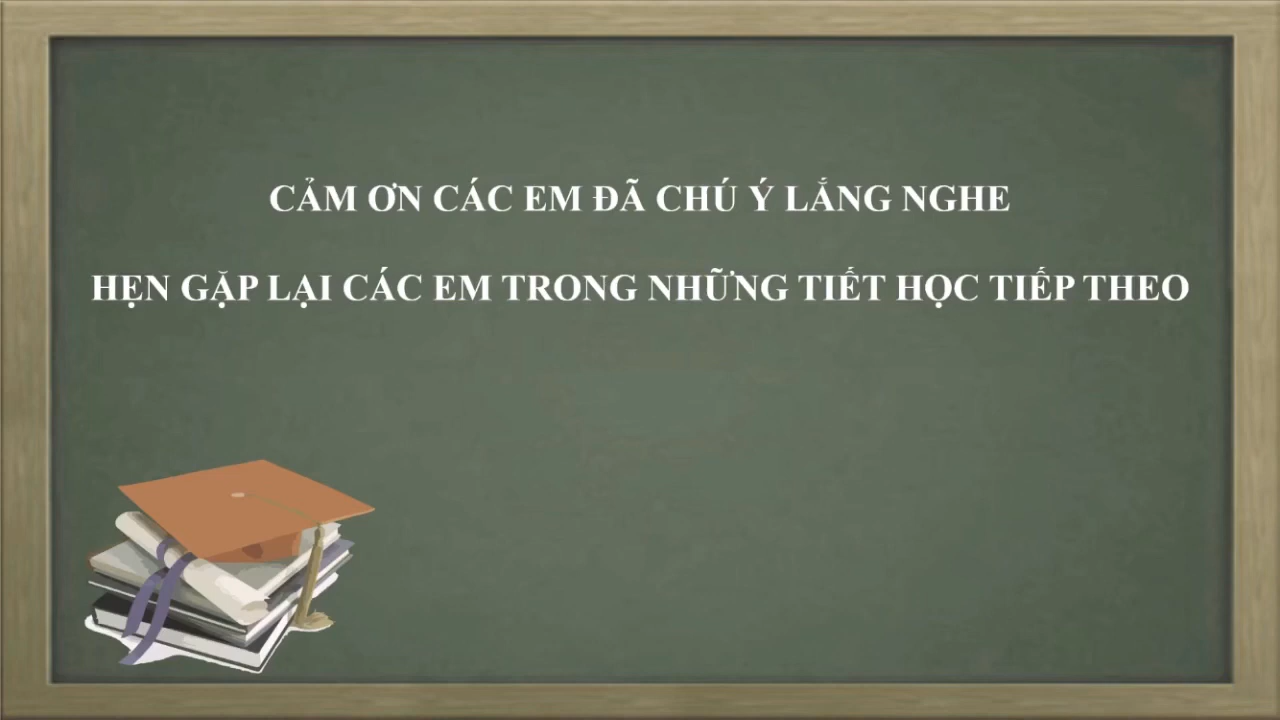 CẢM ƠN CÁC EM ĐÃ CHÚ Ý LẮNG NGHE
HẸN GẶP LẠI CÁC EM TRONG NHỮNG TIẾT HỌC TIẾP THEO